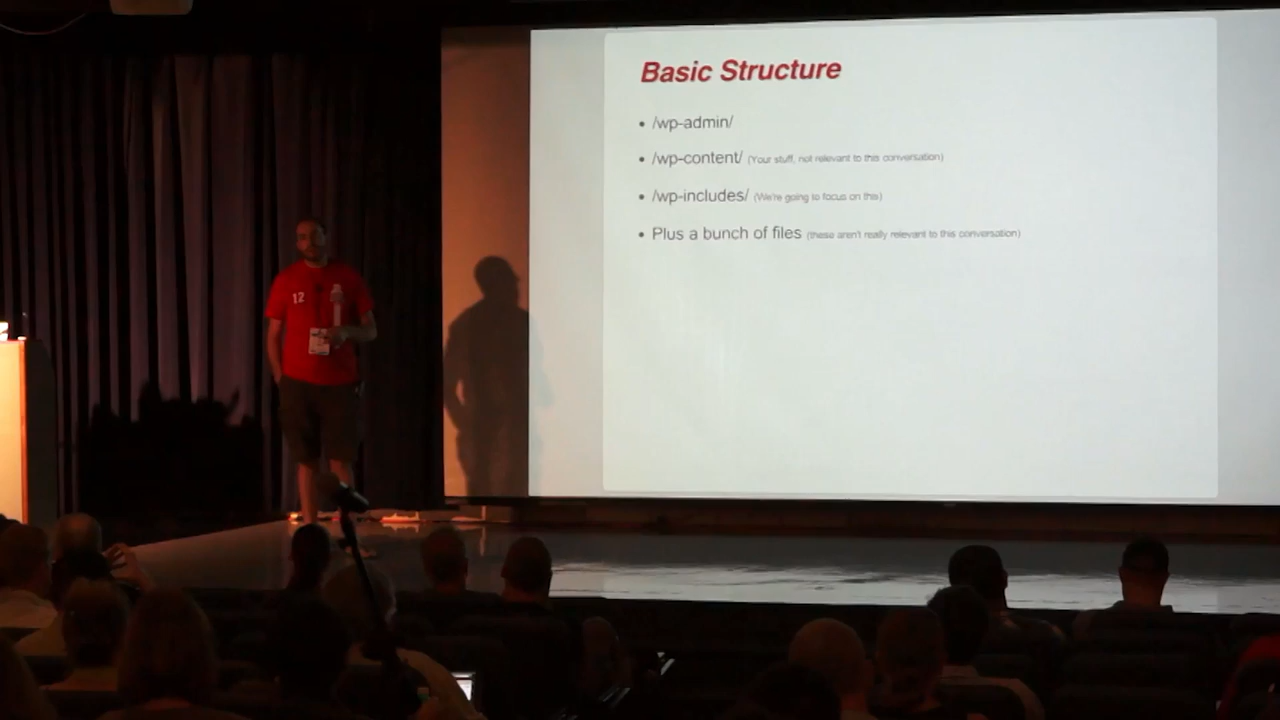 Basic Structure
• /wp-admin/
• /wp-content/ (Your stuff, not relevant to this conversation)
• /wp-includes/ (We're going to focus on this)
• Plus a bunch of files (these aren't really relevant to this conversation)
12